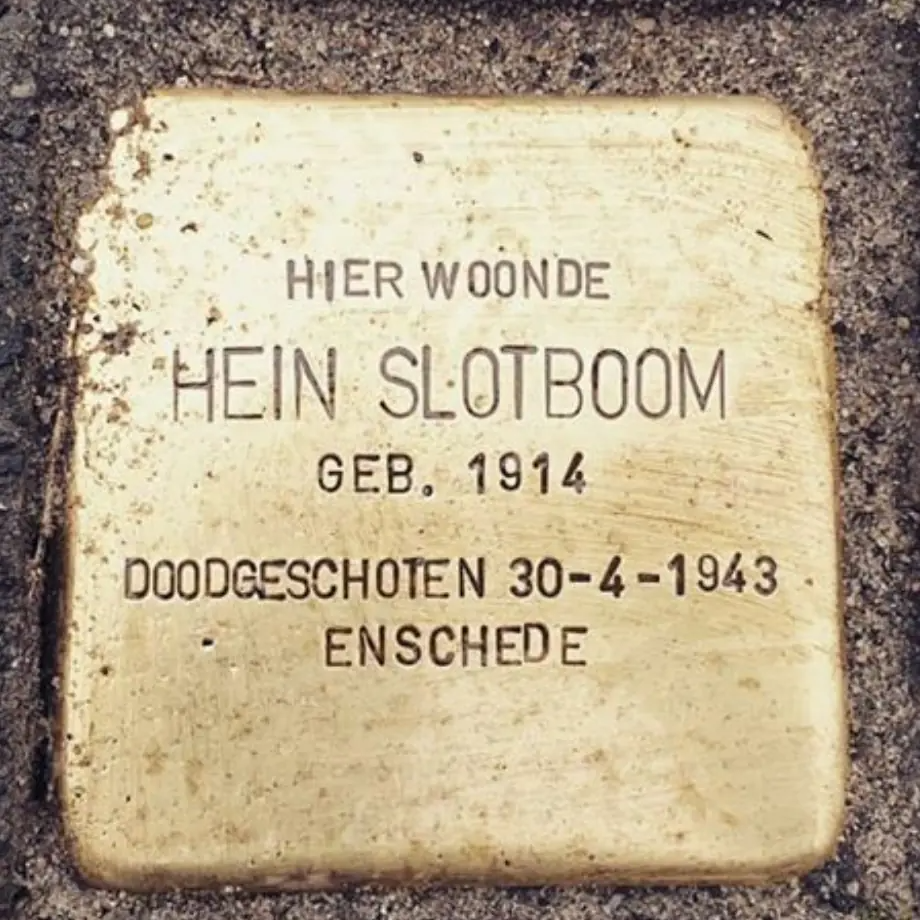 HIER WOONDE
HEIN SLOTBOOM
GEB. 1914
DOODGESCHOTEN 30-4-1943
ENSCHEDE